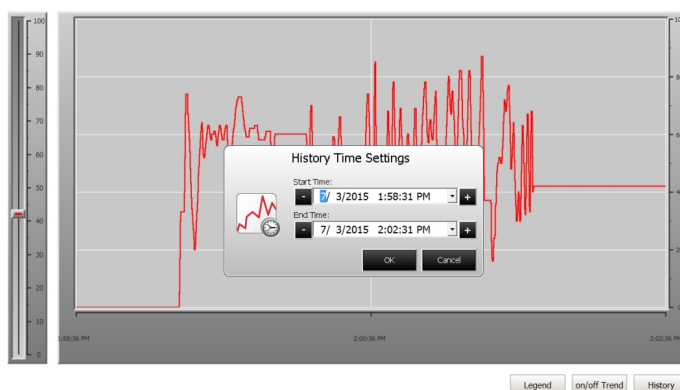 100
90
80
70
60
50
40
30
20
10
0
History Time Settings
Start Time:
- 7/ 3/2015 1:58:31 PM +
End Time:
- 7/ 3/2015 2:02:31 PM +
OK Cancel
1:58:36 PM 2:00:36 PM 2:02:36 PM
Legend on/off Trend History